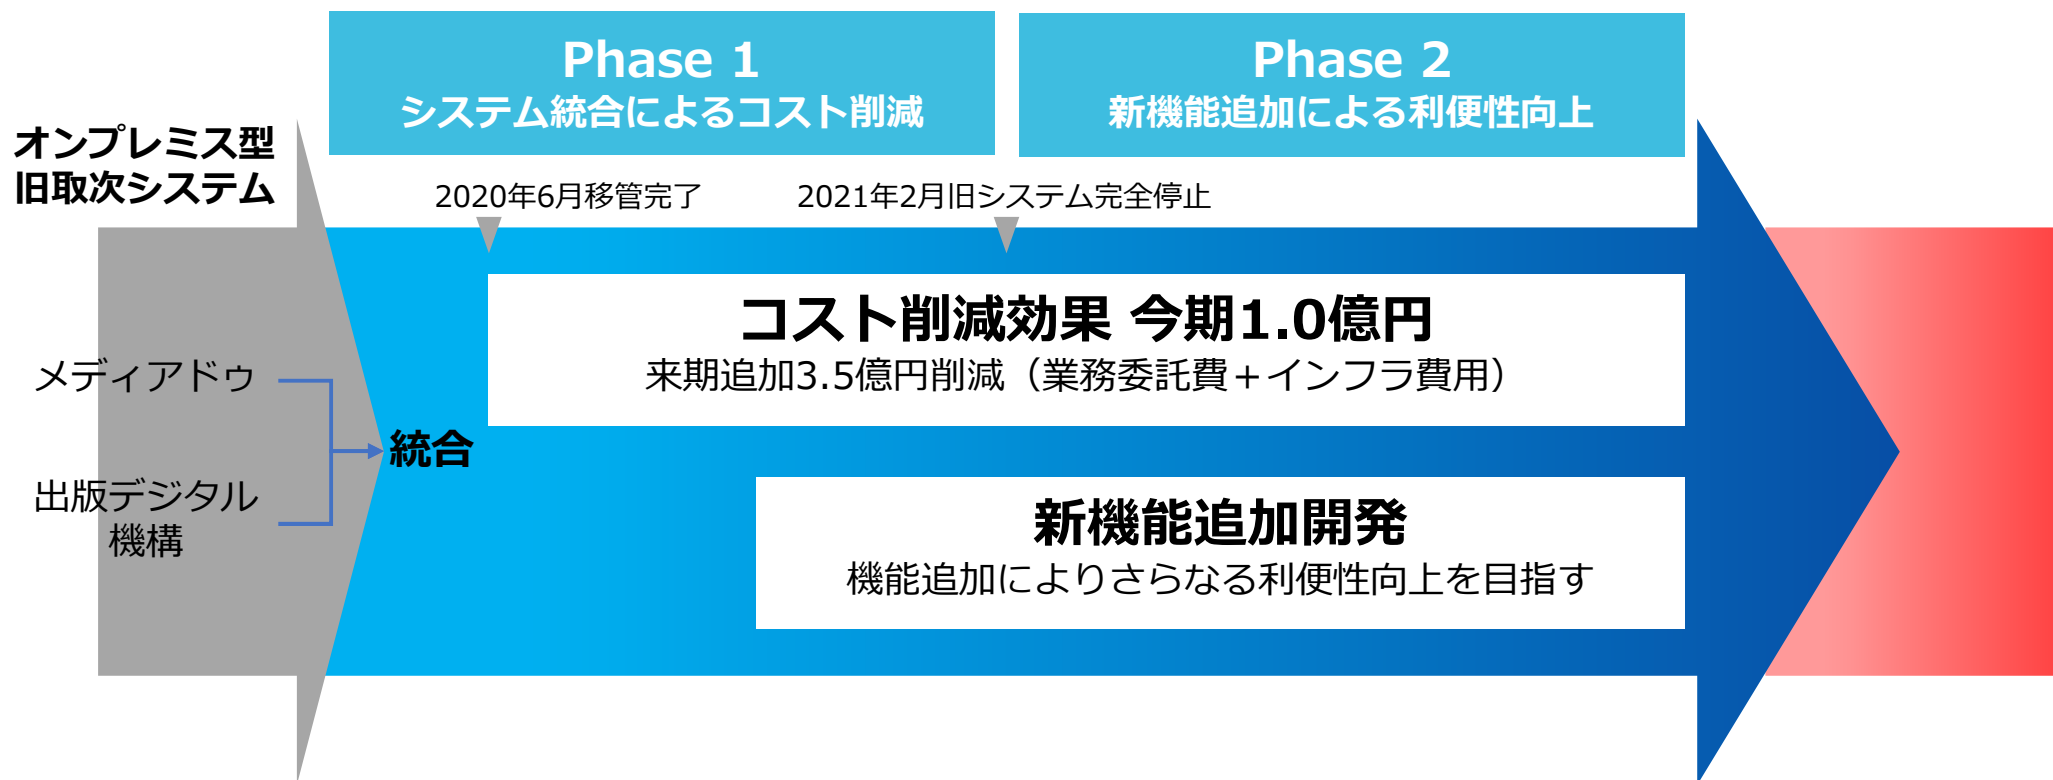 Phase 1
システム統合によるコスト削減
Phase 2
新機能追加による利便性向上
オンプレミス型
旧取次システム
2020年6月移管完了
2021年2月旧システム完全停止
コスト削減効果 今期1.0億円
来期追加3.5億円削減（業務委託費＋インフラ費用）
メディアドゥ
統合
出版デジタル
機構
新機能追加開発
機能追加によりさらなる利便性向上を目指す